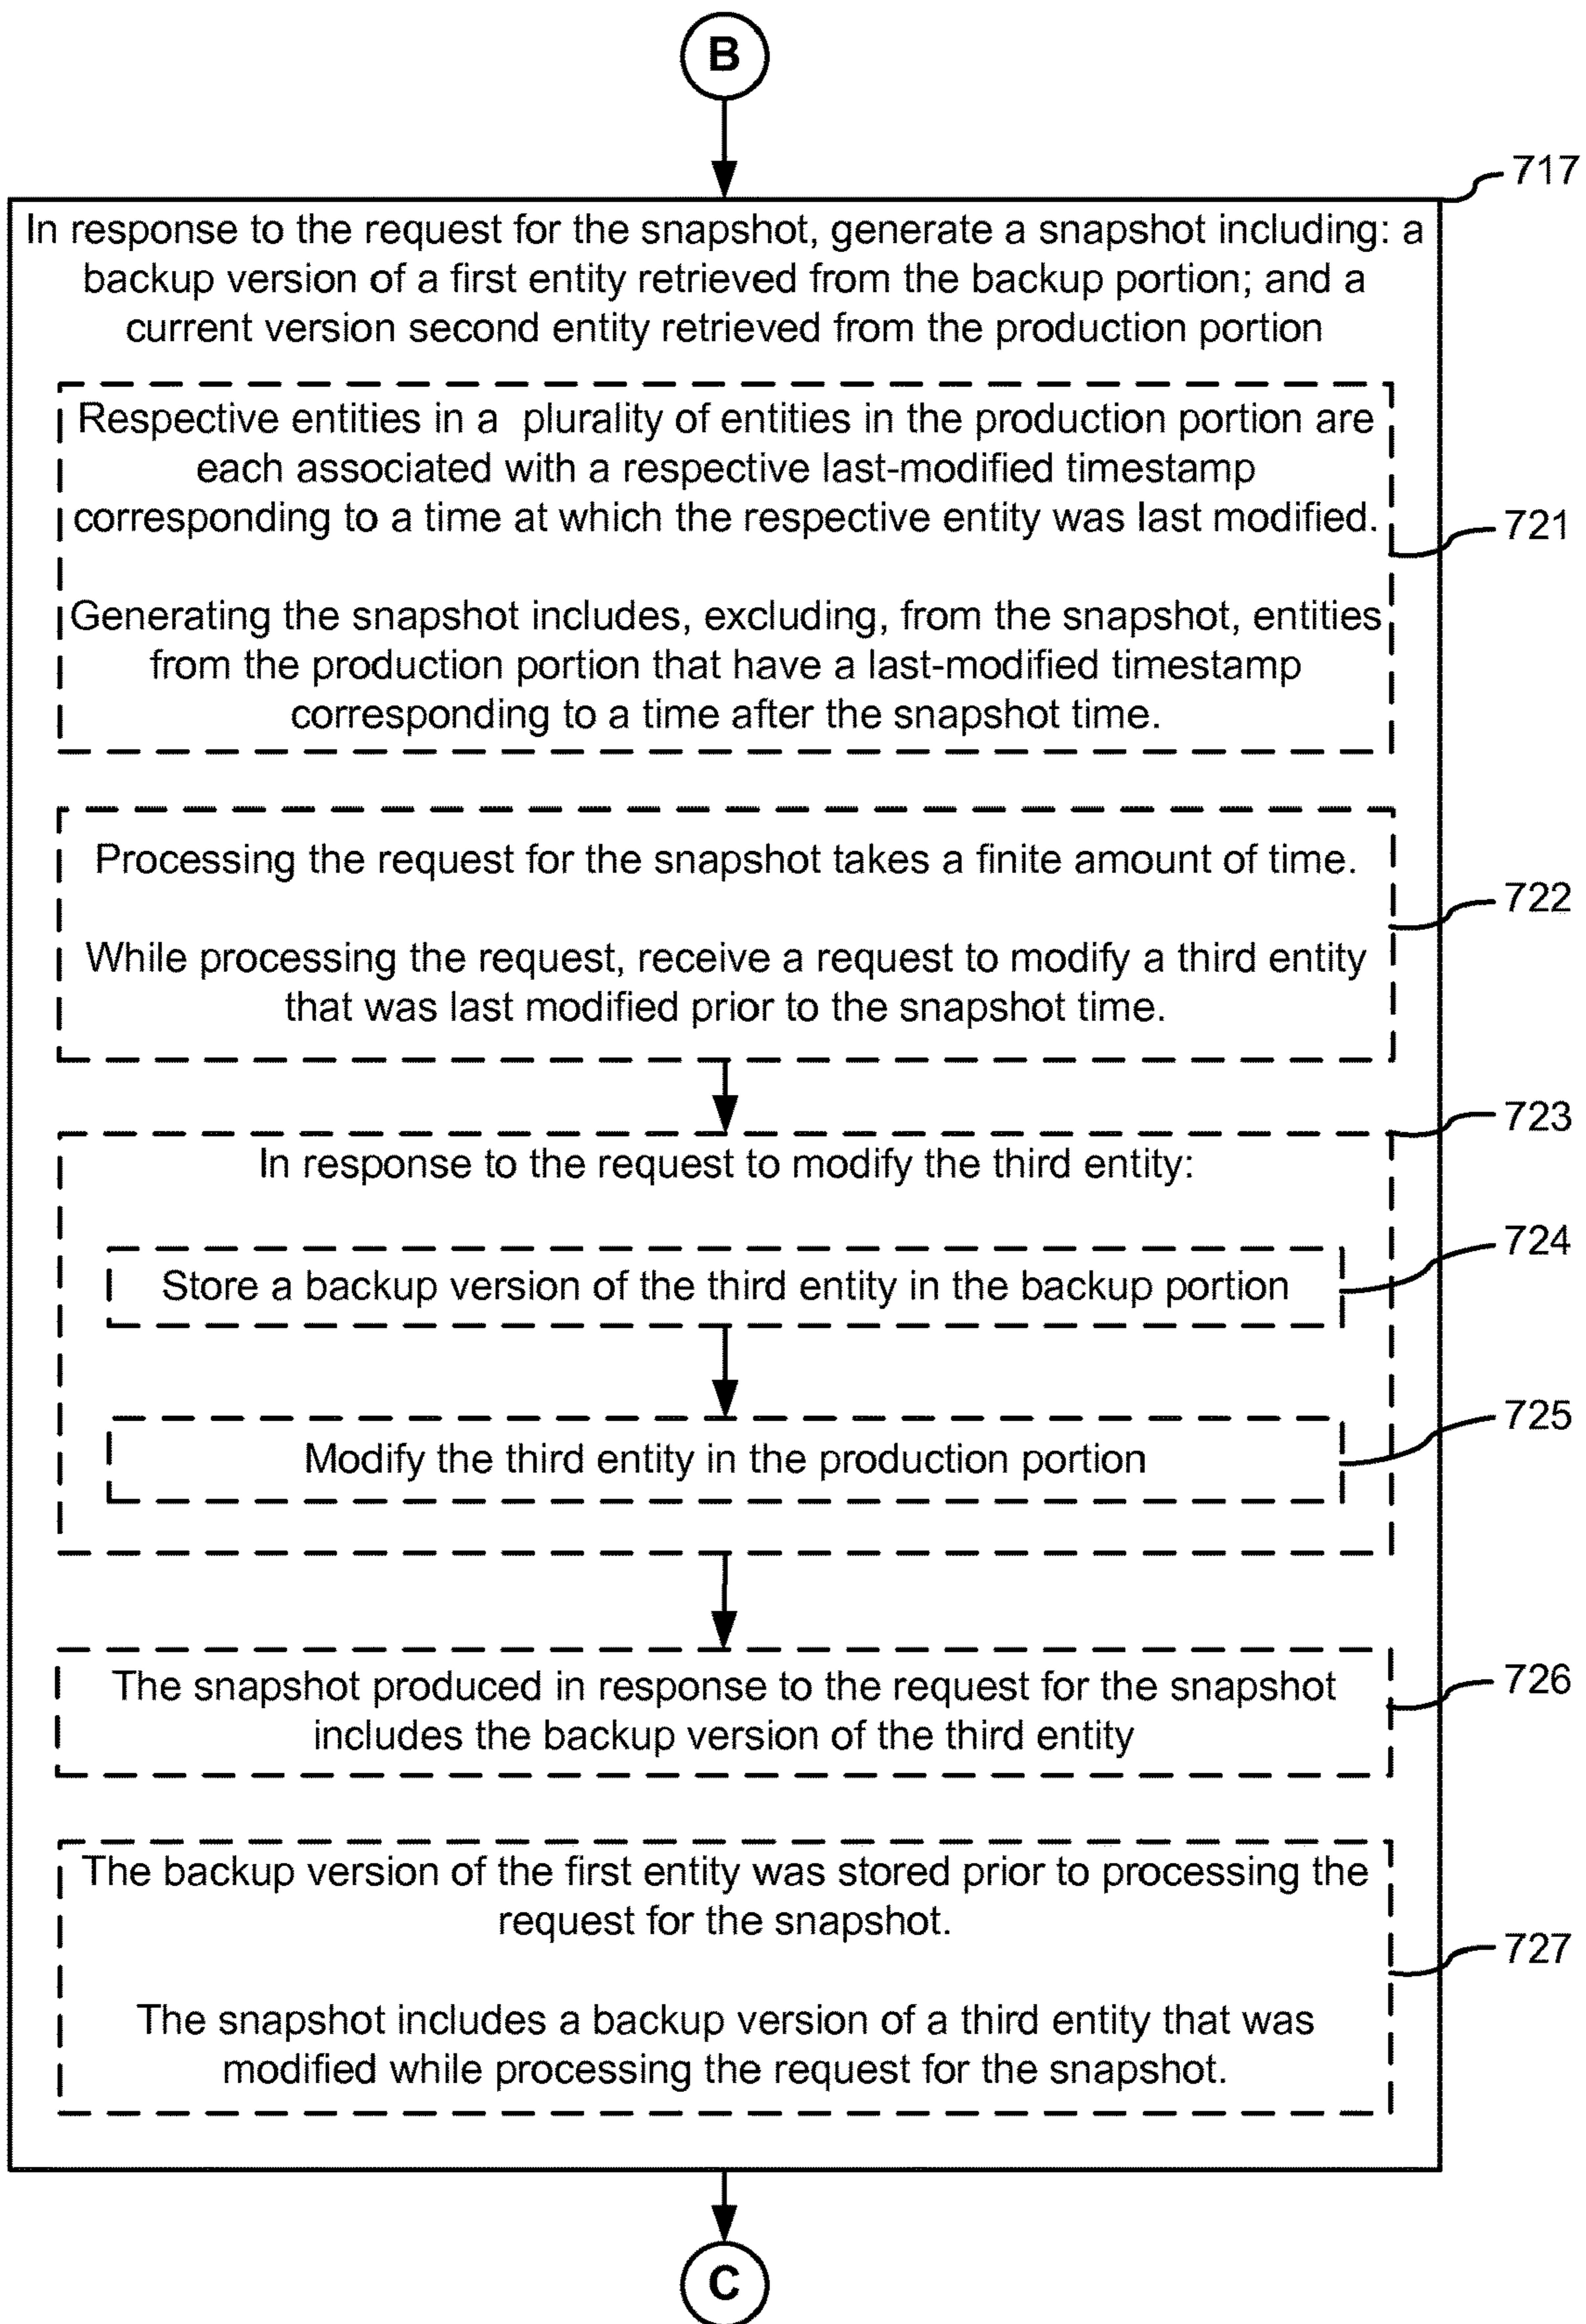 B
717
In response to the request for the snapshot, generate a snapshot including: a
backup version of a first entity retrieved from the backup portion; and a
current version second entity retrieved from the production portion
Respective entities in a plurality of entities in the production portion are
each associated with a respective last-modified timestamp
corresponding to a time at which the respective entity was last modified.
721
Generating the snapshot includes, excluding, from the snapshot, entities
from the production portion that have a last-modified timestamp
corresponding to a time after the snapshot time.
Processing the request for the snapshot takes a finite amount of time.
722
While processing the request, receive a request to modify a third entity
that was last modified prior to the snapshot time.
723
In response to the request to modify the third entity:
724
Store a backup version of the third entity in the backup portion
725
Modify the third entity in the production portion
The snapshot produced in response to the request for the snapshot
726
includes the backup version of the third entity
The backup version of the first entity was stored prior to processing the
request for the snapshot.
727
The snapshot includes a backup version of a third entity that was
modified while processing the request for the snapshot.
C